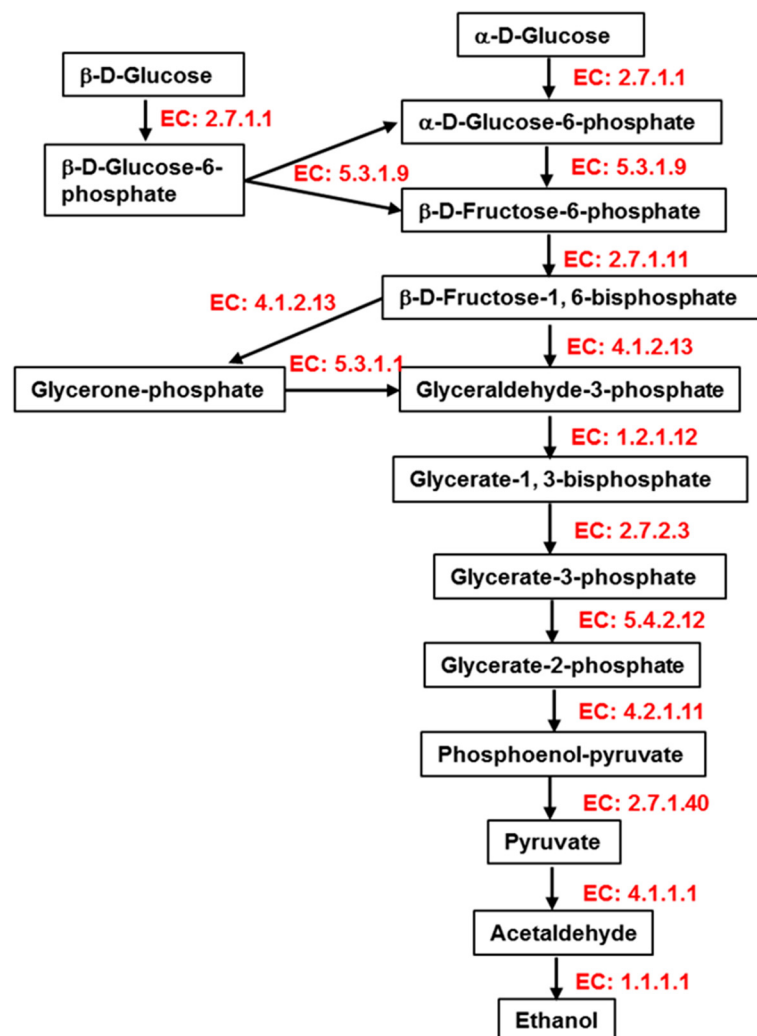 α-D-Glucose
β-D-Glucose
EC: 2.7.1.1
EC: 2.7.1.1
α-D-Glucose-6-phosphate
β-D-Glucose-6-
phosphate
EC: 5.3.1.9
EC: 5.3.1.9
β-D-Fructose-6-phosphate
EC: 2.7.1.11
β-D-Fructose-1, 6-bisphosphate
EC: 4.1.2.13
EC: 4.1.2.13
EC: 5.3.1.1
Glycerone-phosphate
Glyceraldehyde-3-phosphate
EC: 1.2.1.12
Glycerate-1, 3-bisphosphate
EC: 2.7.2.3
Glycerate-3-phosphate
EC: 5.4.2.12
Glycerate-2-phosphate
EC: 4.2.1.11
Phosphoenol-pyruvate
EC: 2.7.1.40
Pyruvate
EC: 4.1.1.1
Acetaldehyde
EC: 1.1.1.1
Ethanol